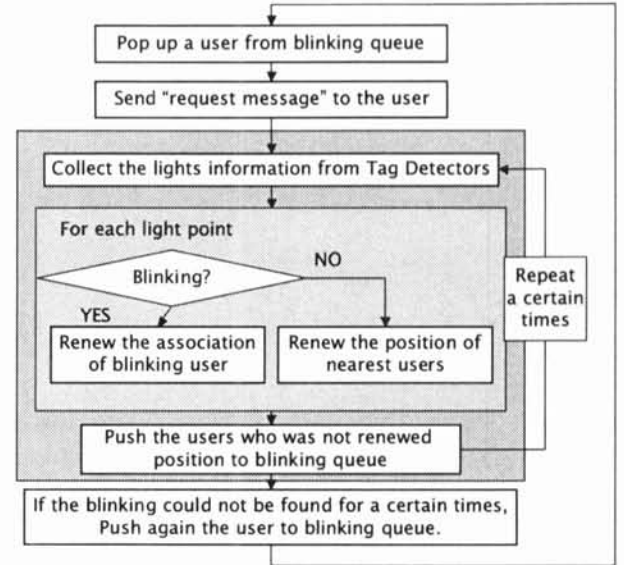 Pop up a user from blinking queue
Send “request message” to the user
Collect the lights information from Tag Detectors
For each light point
Blinking?
NO
YES
Renew the association
of blinking user
Renew the position of
nearest users
Repeat
a certain
times
Push the users who was not renewed
position to blinking queue
If the blinking could not be found for a certain times,
Push again the user to blinking queue.